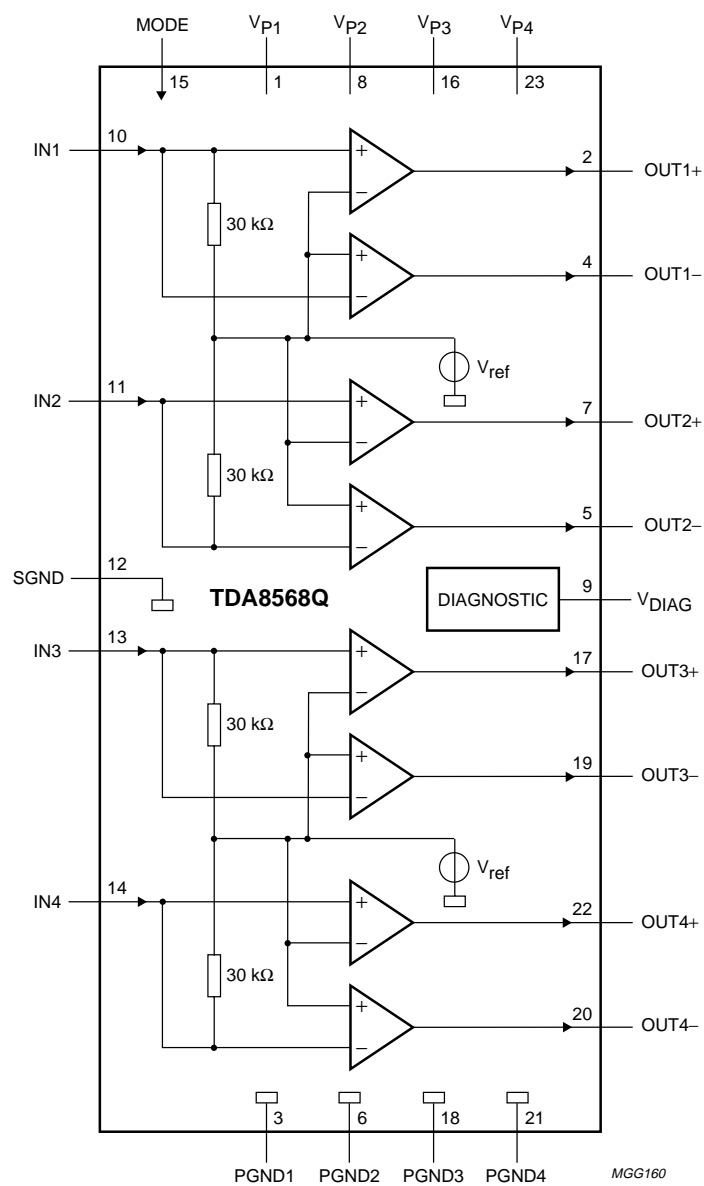 MODE VP1 VP2 VP3 VP4
15 1 8 16 23
10
IN1
+
−
2
OUT1+
30 kΩ
+
−
4
OUT1−
Vref
11
IN2
+
−
7
OUT2+
30 kΩ
+
−
5
OUT2−
12
SGND
TDA8568Q
DIAGNOSTIC
9
VDIAG
13
IN3
+
−
17
OUT3+
30 kΩ
+
−
19
OUT3−
Vref
14
IN4
+
−
22
OUT4+
30 kΩ
+
−
20
OUT4−
3 6 18 21
PGND1 PGND2 PGND3 PGND4
MGG160